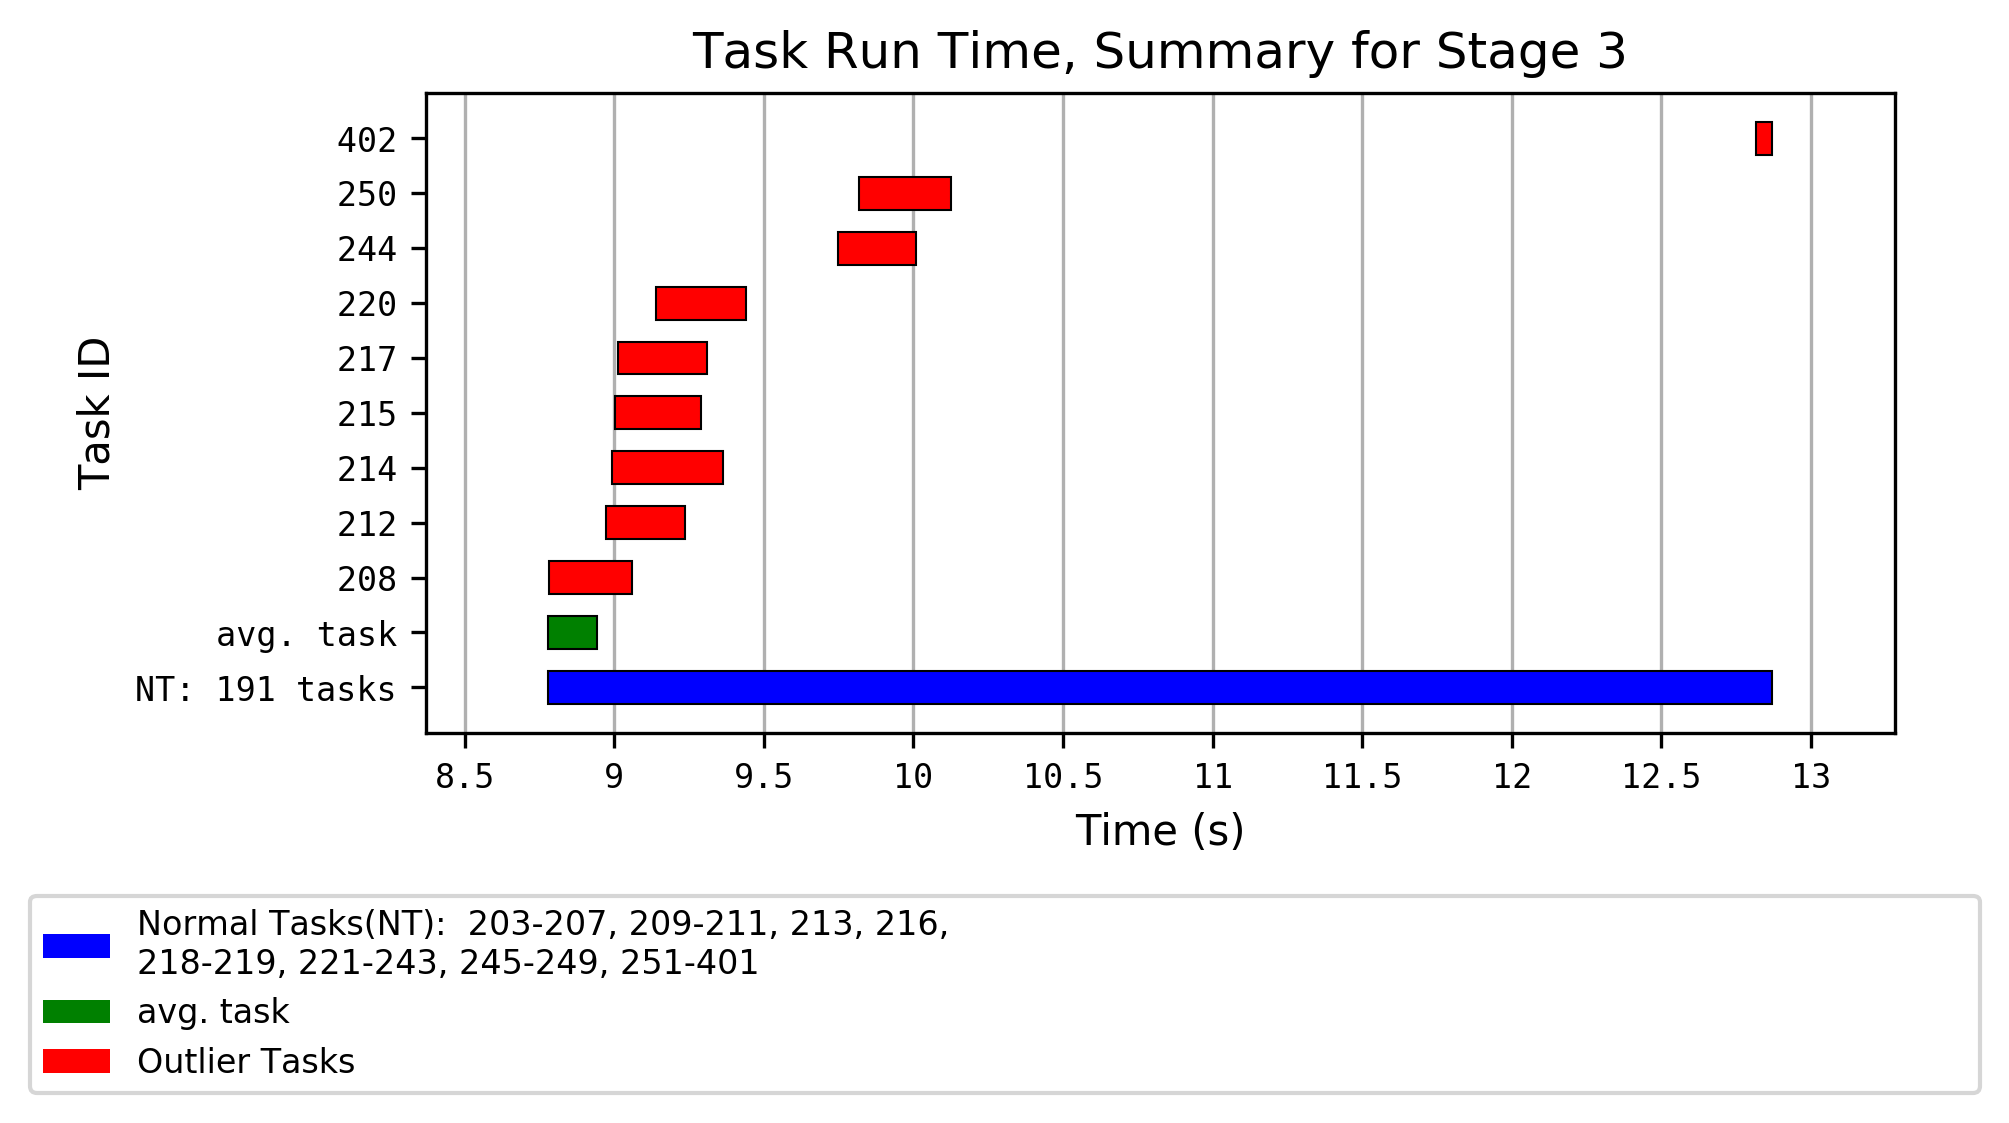 Task Run Time, Summary for Stage 3
402
250
244
220
217
215
214
212
208
avg. task
NT: 191 tasks
Task ID
8.5 9 9.5 10 10.5 11 11.5 12 12.5 13
Time (s)
Normal Tasks(NT):  203-207, 209-211, 213, 216,
218-219, 221-243, 245-249, 251-401
avg. task
Outlier Tasks